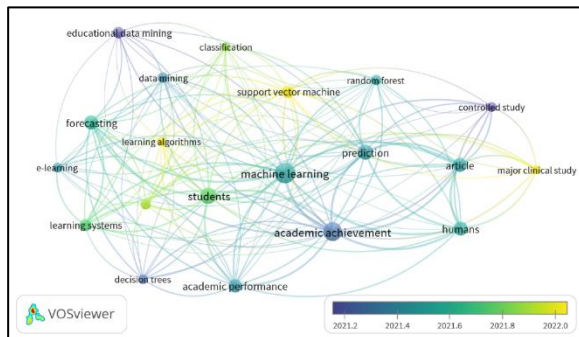 educational data mining
classification
data mining
random forest
support vector machine
controlled study
forecasting
learning algorithms
prediction
article
e-learning
machine learning
major clinical study
students
learning systems
academic achievement
humans
decision trees
academic performance
VOSviewer
2021.2 2021.4 2021.6 2021.8 2022.0